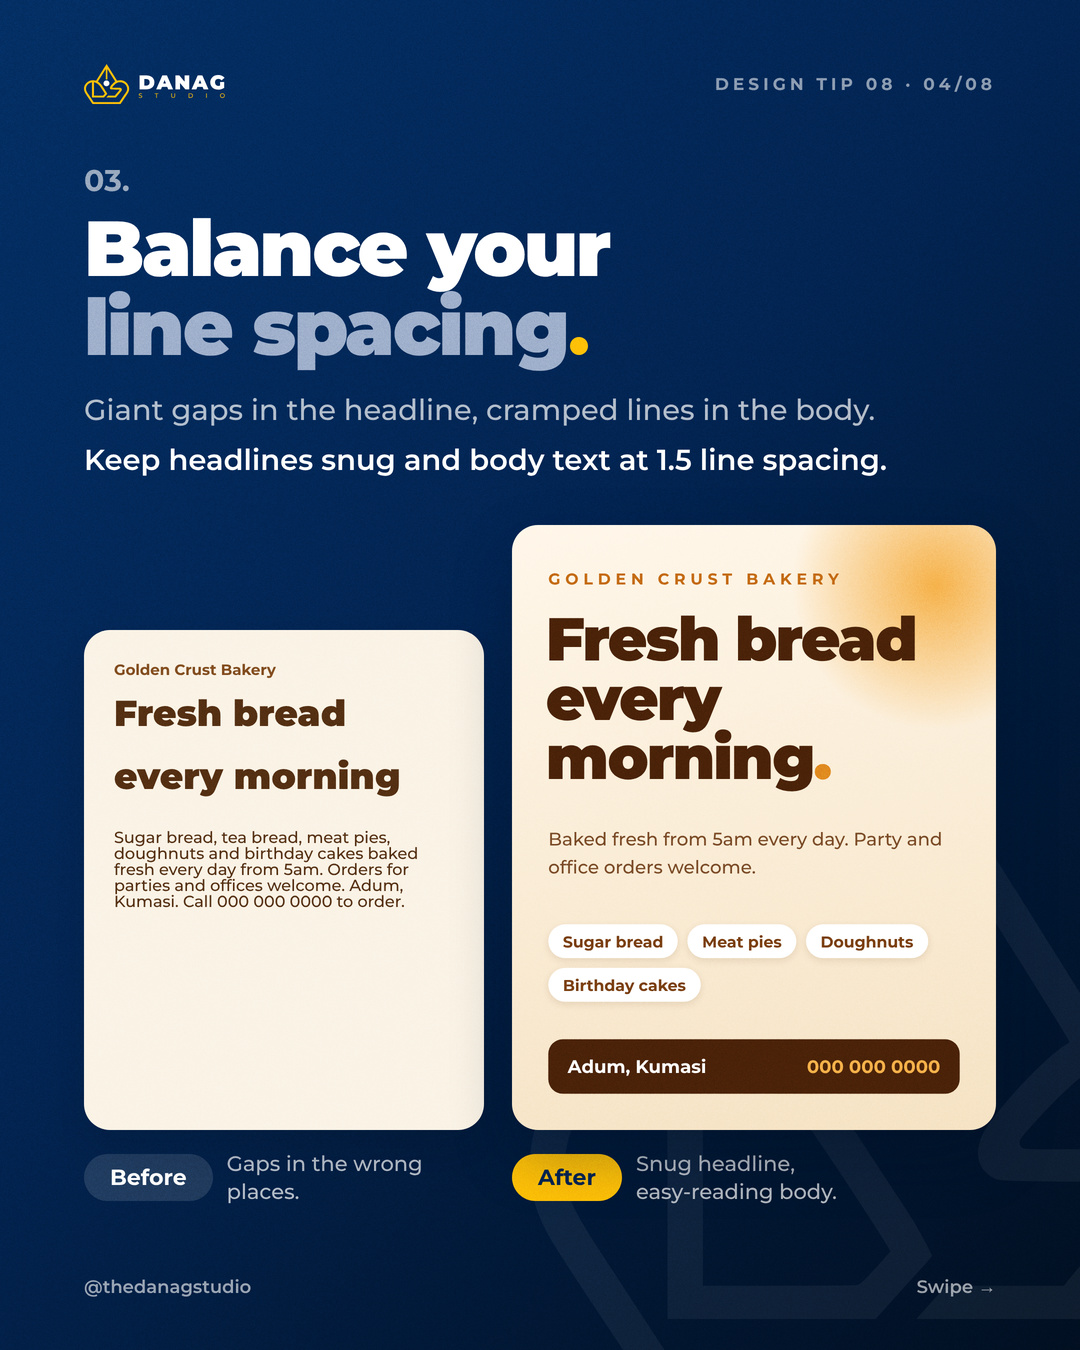 DANAG
STUDIO
DESIGN TIP 08 · 04/08
03.
Balance your
line spacing.
Giant gaps in the headline, cramped lines in the body.
Keep headlines snug and body text at 1.5 line spacing.
Golden Crust Bakery
Fresh bread
every morning
Sugar bread, tea bread, meat pies,
doughnuts and birthday cakes baked
fresh every day from 5am. Orders for
parties and offices welcome. Adum,
Kumasi. Call 000 000 0000 to order.
Before
Gaps in the wrong
places.
GOLDEN CRUST BAKERY
Fresh bread
every
morning.
Baked fresh from 5am every day. Party and
office orders welcome.
Sugar bread
Meat pies
Doughnuts
Birthday cakes
Adum, Kumasi
000 000 0000
After
Snug headline,
easy-reading body.
@thedanagstudio
Swipe →